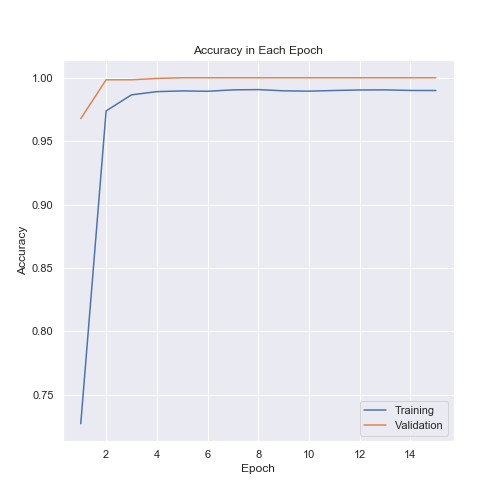 Accuracy in Each Epoch
1.00
0.95
0.90
0.85
0.80
0.75
Accuracy
2 4 6 8 10 12 14
Epoch
Training
Validation